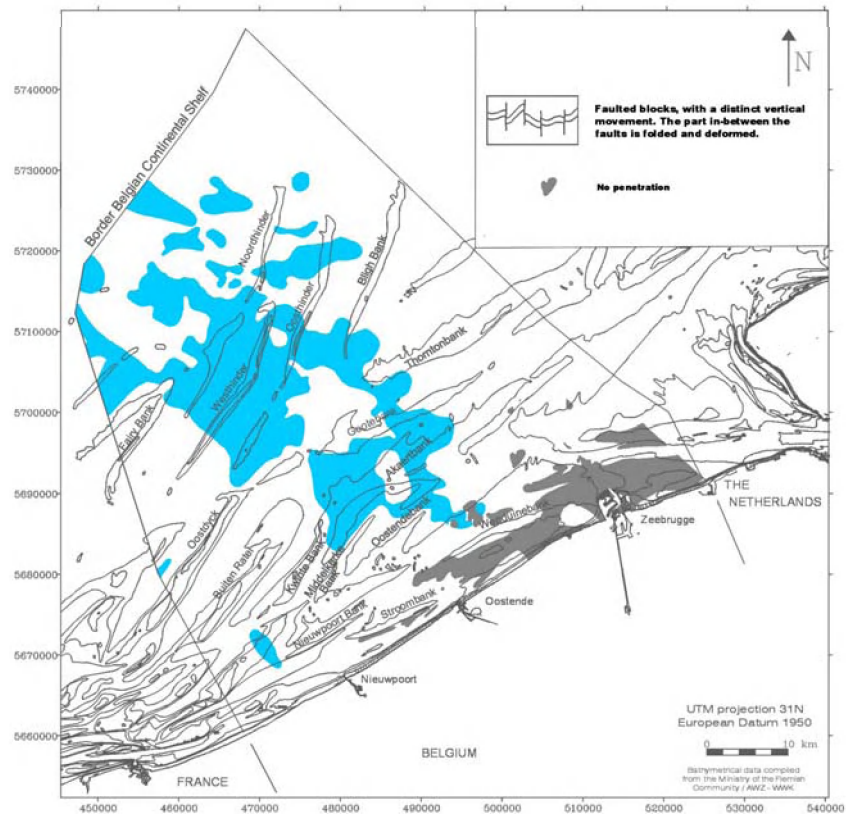 5740000
5730000
5720000
5710000
5700000
5690000
5680000
5670000
5660000
450000
460000
470000
480000
490000
500000
510000
520000
530000
540000
N
Faulted blocks, with a distinct vertical
movement. The part in-between the
faults is folded and deformed.
No penetration
Border Belgian Continental Shelf
Noordhinder
Bligh Bank
Oosthinder
Westhinder
Thorntonbank
Fairy Bank
Akaertbank
Oostendebank
Oostdyck
Buiten Ratel
Kwinte Bank
Middelkerke
Bank
Nieuwpoort Bank
Stroombank
THE
NETHERLANDS
Zeebrugge
Oostende
Nieuwpoort
BELGIUM
FRANCE
UTM projection 31N
European Datum 1950
0 10 km
Bathymetrical data compiled
from the Ministry of the Flemish
Community / AWZ - WWK